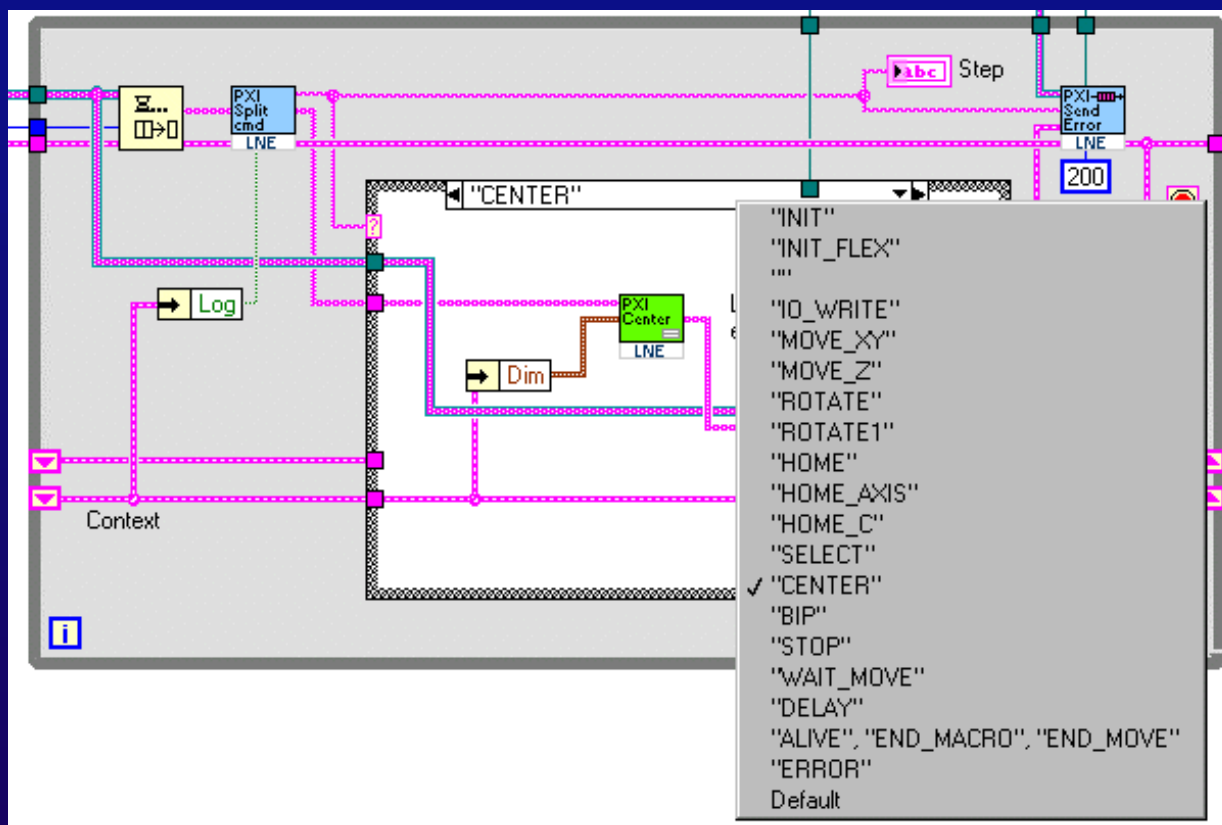 Step
PXI
Split
cmd
LNE
PXI
Send
Error
LNE
200
"CENTER"
?
Log
PXI
Center
LNE
Dim
Context
i
abc
"INIT"
"INIT_FLEX"
""
"IO_WRITE"
"MOVE_XY"
"MOVE_Z"
"ROTATE"
"ROTATE1"
"HOME"
"HOME_AXIS"
"HOME_C"
"SELECT"
"CENTER"
"BIP"
"STOP"
"WAIT_MOVE"
"DELAY"
"ALIVE", "END_MACRO", "END_MOVE"
"ERROR"
Default